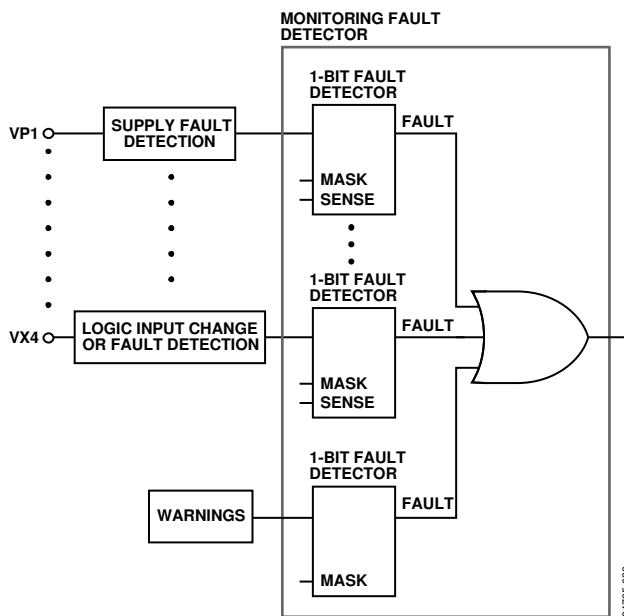 MONITORING FAULT
DETECTOR
1-BIT FAULT
DETECTOR
FAULT
VP1
SUPPLY FAULT
DETECTION
MASK
SENSE
1-BIT FAULT
DETECTOR
FAULT
VX4
LOGIC INPUT CHANGE
OR FAULT DETECTION
MASK
SENSE
1-BIT FAULT
DETECTOR
FAULT
WARNINGS
MASK